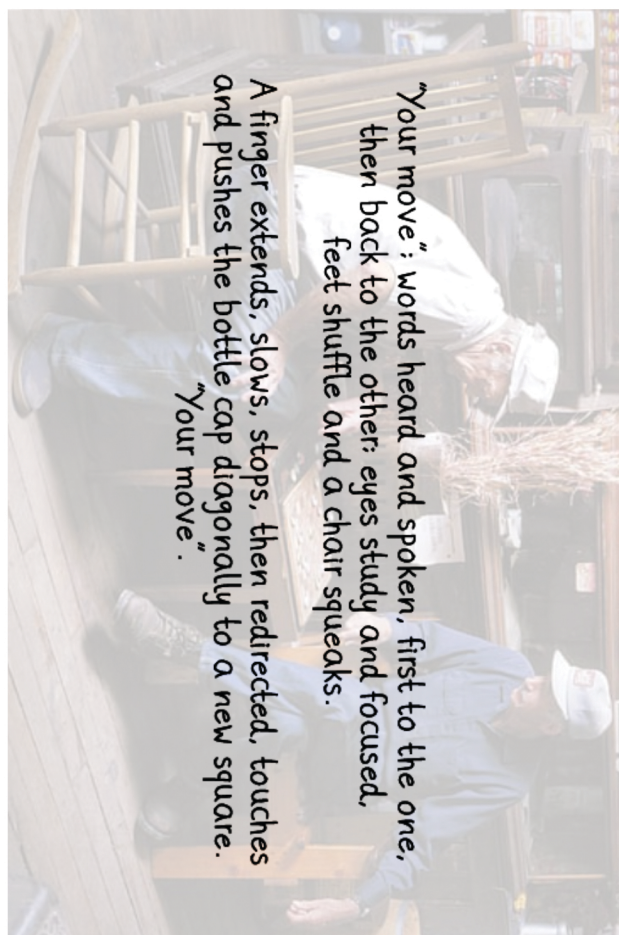 "Your move": words heard and spoken, first to the one,
then back to the other: eyes study and focused,
feet shuffle and a chair squeaks.
A finger extends, slows, stops, then redirected, touches
and pushes the bottle cap diagonally to a new square.
"Your move".